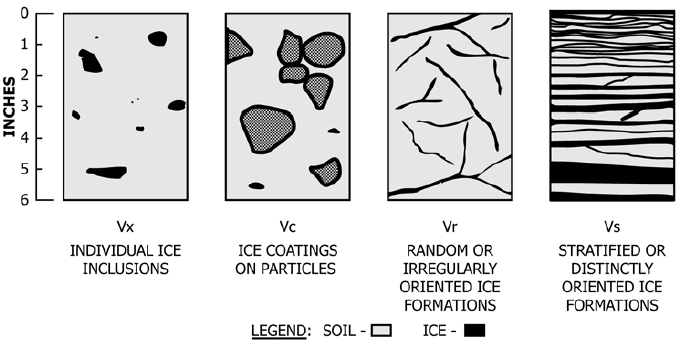 INCHES
0
1
2
3
4
5
6
Vx
INDIVIDUAL ICE
INCLUSIONS
Vc
ICE COATINGS
ON PARTICLES
Vr
RANDOM OR
IRREGULARLY
ORIENTED ICE
FORMATIONS
Vs
STRATIFIED OR
DISTINCTLY
ORIENTED ICE
FORMATIONS
LEGEND: SOIL - ICE -